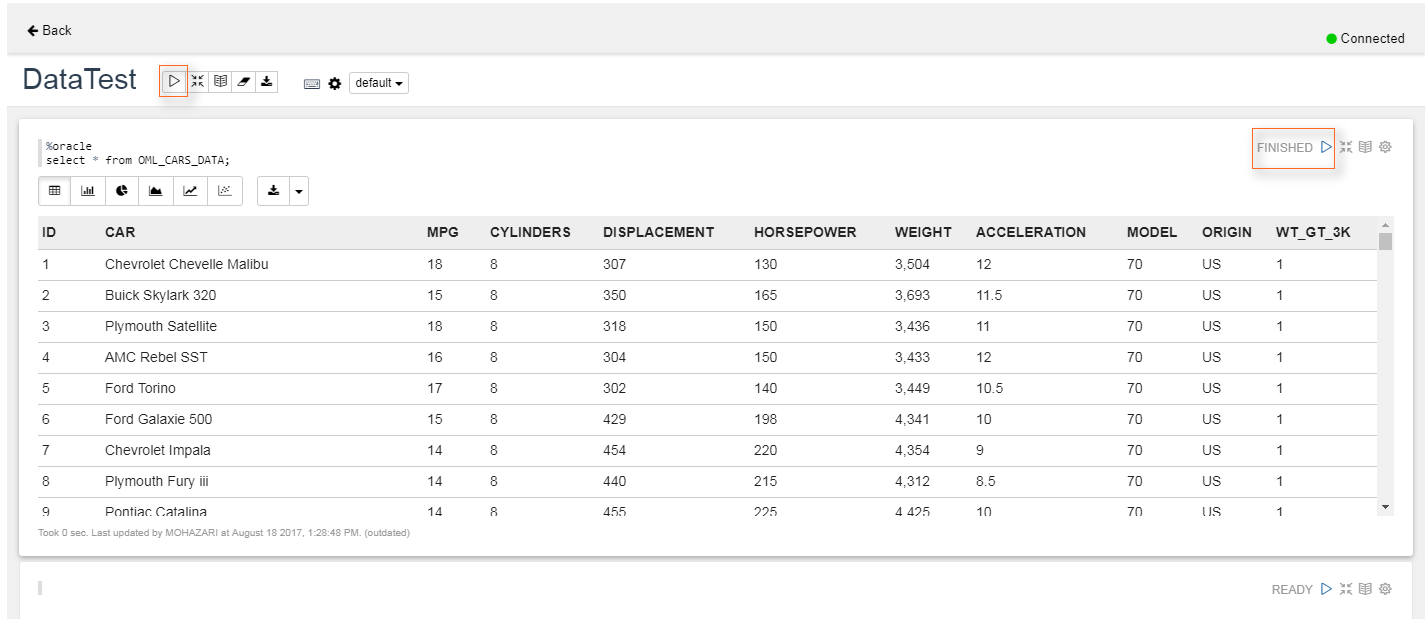 Back
Connected
DataTest
default
%oracle
select * from OML_CARS_DATA;
FINISHED
ID CAR MPG CYLINDERS DISPLACEMENT HORSEPOWER WEIGHT ACCELERATION MODEL ORIGIN WT_GT_3K
1 Chevrolet Chevelle Malibu 18 8 307 130 3,504 12 70 US 1
2 Buick Skylark 320 15 8 350 165 3,693 11.5 70 US 1
3 Plymouth Satellite 18 8 318 150 3,436 11 70 US 1
4 AMC Rebel SST 16 8 304 150 3,433 12 70 US 1
5 Ford Torino 17 8 302 140 3,449 10.5 70 US 1
6 Ford Galaxie 500 15 8 429 198 4,341 10 70 US 1
7 Chevrolet Impala 14 8 454 220 4,354 9 70 US 1
8 Plymouth Fury iii 14 8 440 215 4,312 8.5 70 US 1
9 Pontiac Catalina 14 8 455 225 4,425 10 70 US 1
Took 0 sec. Last updated by MOHAZARI at August 18 2017, 1:28:48 PM. (outdated)
READY